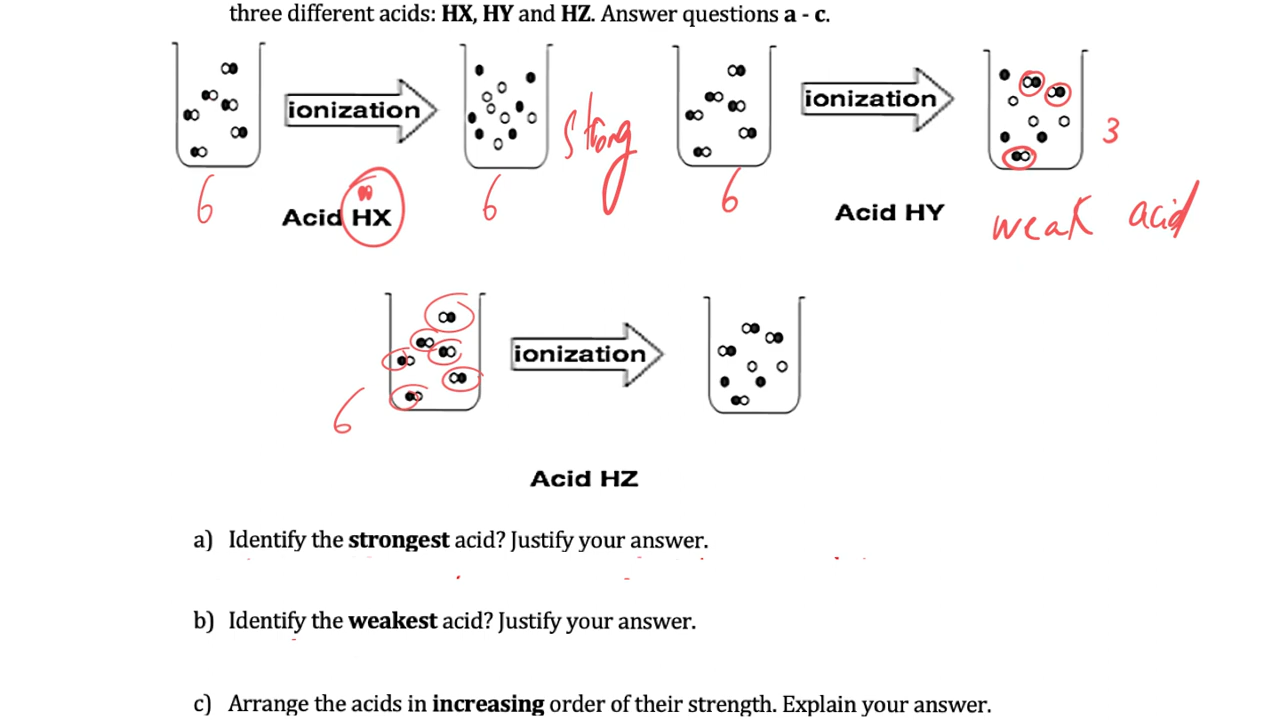 three different acids: HX, HY and HZ. Answer questions a - c.
ionization
strong
ionization
3
6
Acid HX
6
6
Acid HY
weak acid
ionization
6
Acid HZ
a) Identify the strongest acid? Justify your answer.
b) Identify the weakest acid? Justify your answer.
c) Arrange the acids in increasing order of their strength. Explain your answer.